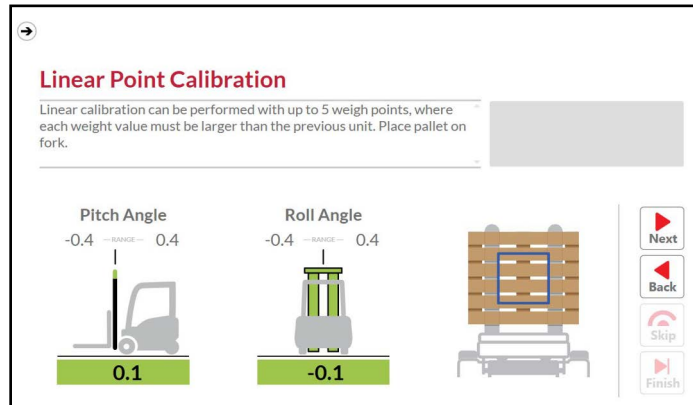 Linear Point Calibration
Linear calibration can be performed with up to 5 weigh points, where
each weight value must be larger than the previous unit. Place pallet on
fork.
Pitch Angle
-0.4 —RANGE— 0.4
0.1
Roll Angle
-0.4 —RANGE— 0.4
-0.1
Next
Back
Skip
Finish